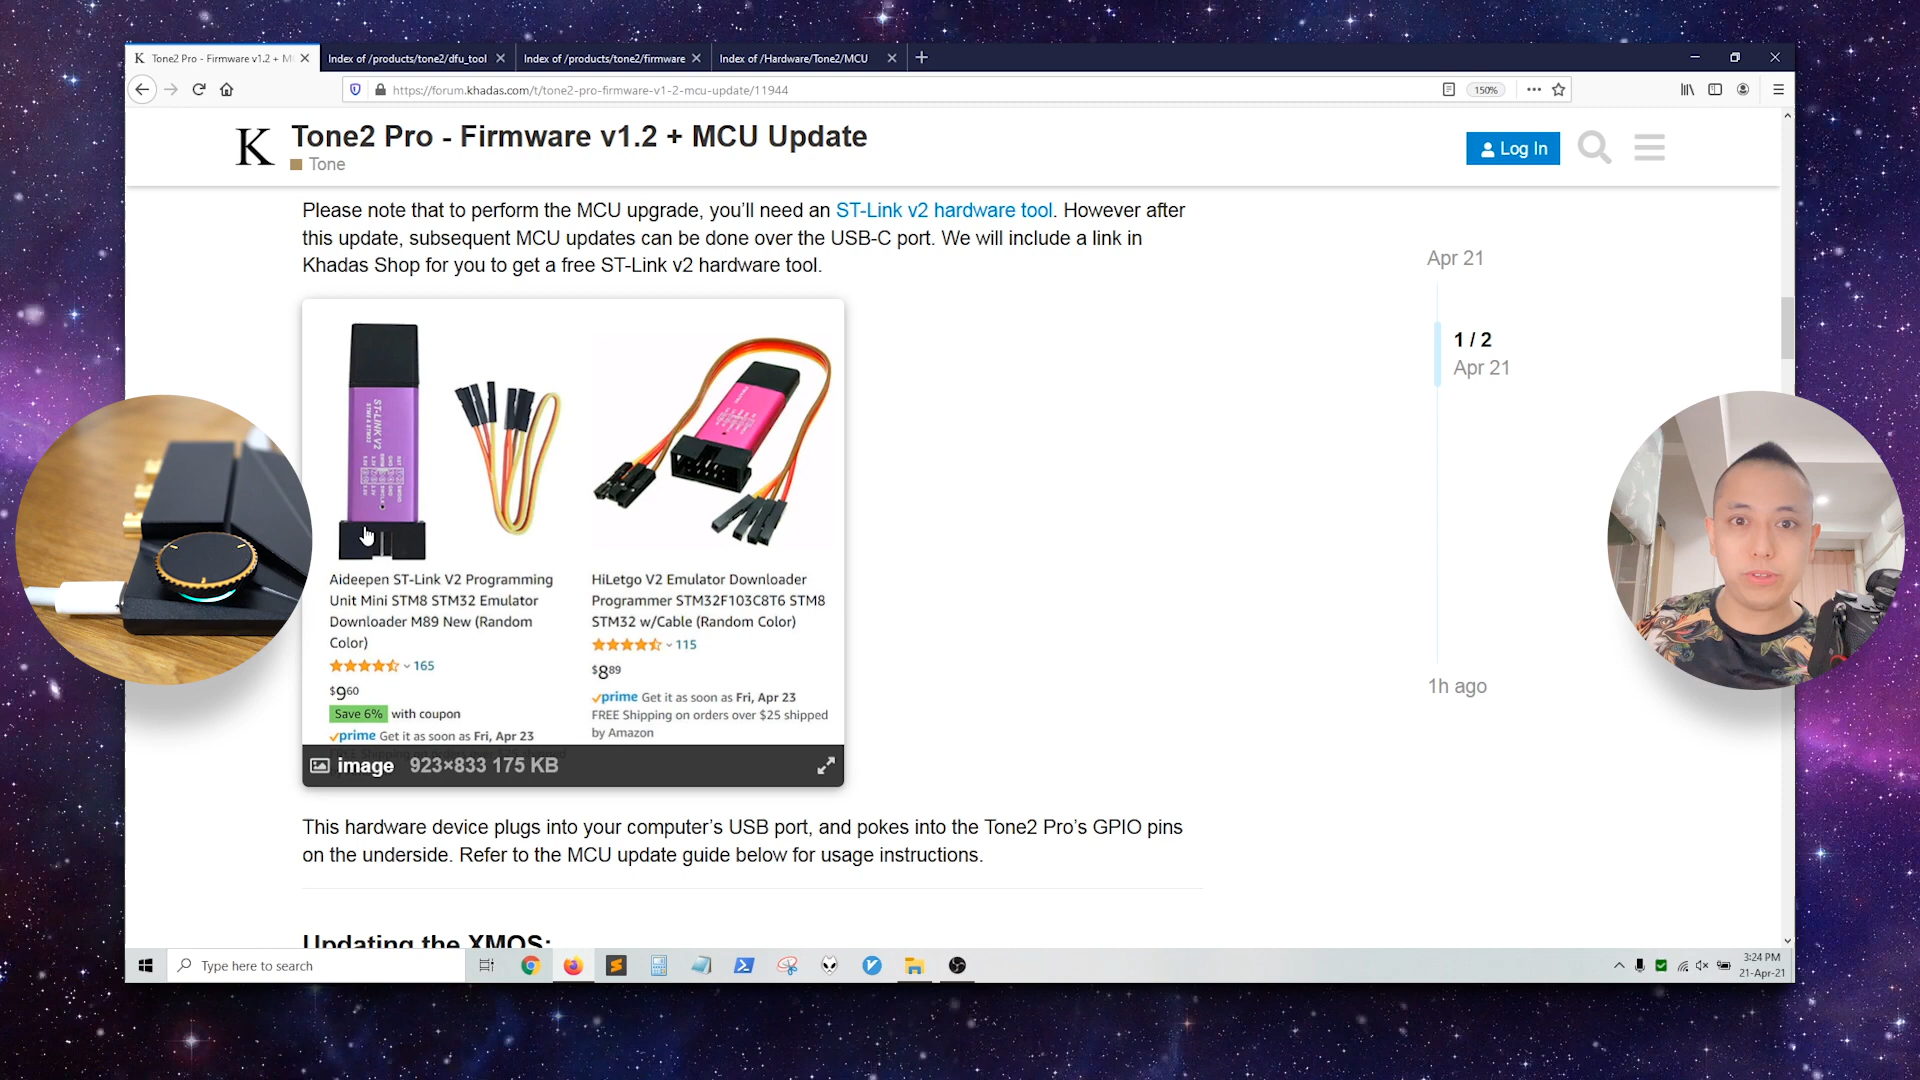 K Tone2 Pro - Firmware v1.2 + M
Index of /products/tone2/dfu_tool
Index of /products/tone2/firmware
Index of /Hardware/Tone2/MCU
https://forum.khadas.com/t/tone2-pro-firmware-v1-2-mcu-update/11944
150%
K
Tone2 Pro - Firmware v1.2 + MCU Update
Tone
Log In
Please note that to perform the MCU upgrade, you'll need an ST-Link v2 hardware tool. However after
this update, subsequent MCU updates can be done over the USB-C port. We will include a link in
Khadas Shop for you to get a free ST-Link v2 hardware tool.
Apr 21
1 / 2
Apr 21
1h ago
ST-LINK V2
Aideepen ST-Link V2 Programming
Unit Mini STM8 STM32 Emulator
Downloader M89 New (Random
Color)
165
$960
Save 6% with coupon
prime Get it as soon as Fri, Apr 23
HiLetgo V2 Emulator Downloader
Programmer STM32F103C8T6 STM8
STM32 w/Cable (Random Color)
115
$889
prime Get it as soon as Fri, Apr 23
FREE Shipping on orders over $25 shipped
by Amazon
image 923×833 175 KB
This hardware device plugs into your computer's USB port, and pokes into the Tone2 Pro's GPIO pins
on the underside. Refer to the MCU update guide below for usage instructions.
Updating the XMOS:
Type here to search
3:24 PM
21-Apr-21